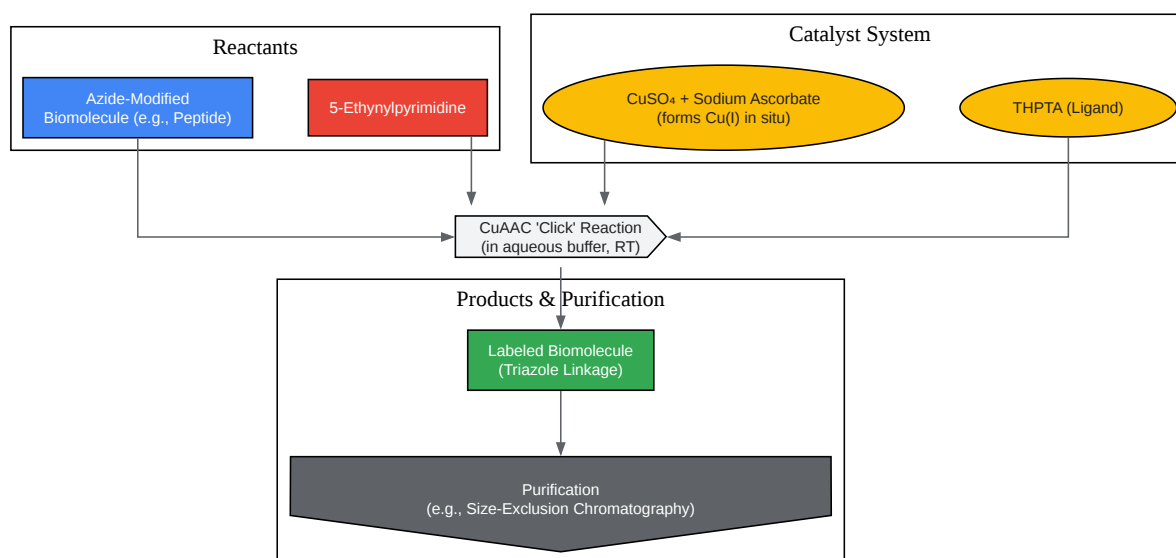 Reactants
Catalyst System
Azide-Modified
Biomolecule (e.g., Peptide)
5-Ethynylpyrimidine
CuSO₄ + Sodium Ascorbate
(forms Cu(I) in situ)
THPTA (Ligand)
CuAAC 'Click' Reaction
(in aqueous buffer, RT)
Products & Purification
Labeled Biomolecule
(Triazole Linkage)
Purification
(e.g., Size-Exclusion Chromatography)